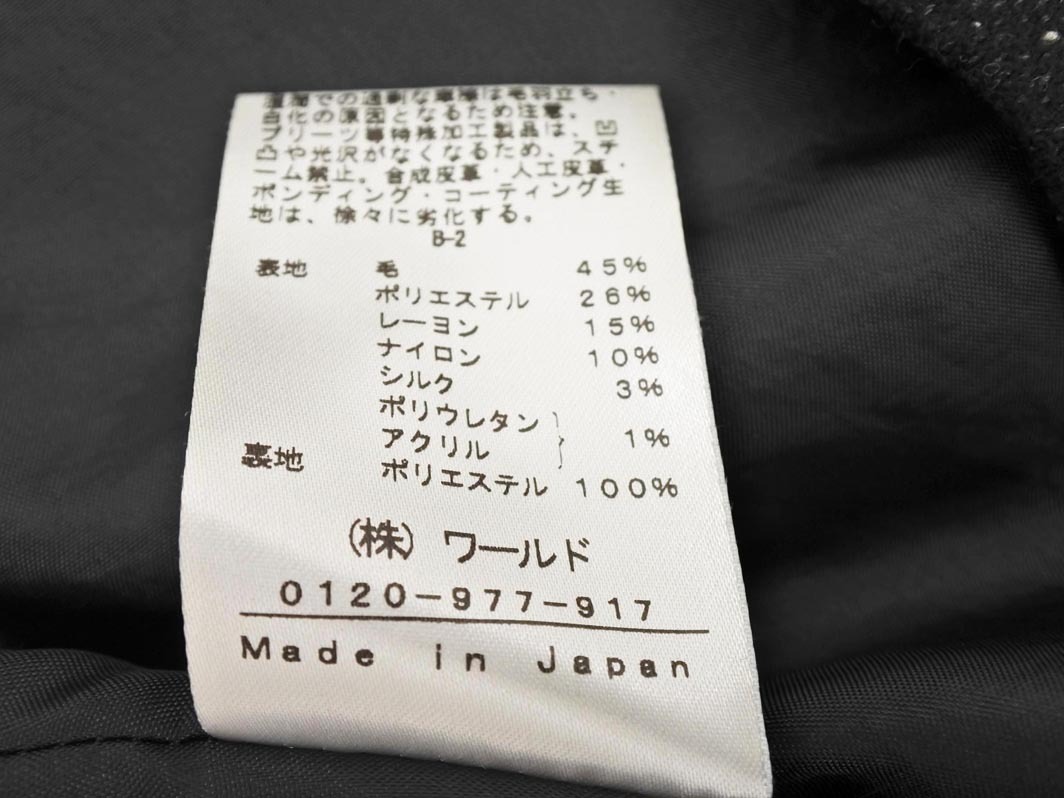 湿潤での過剰な摩擦は毛羽立ち・
白化の原因となるため注意。
プリーツ等特殊加工製品は、凹
凸や光沢がなくなるため、スチ
ーム禁止。合成皮革・人工皮革・
ボンディング・コーティング生
地は、徐々に劣化する。
B-2
表地 毛 45%
ポリエステル 26%
レーヨン 15%
ナイロン 10%
シルク 3%
ポリウレタン
アクリル 1%
裏地 ポリエステル 100%
(株) ワールド
0120-977-917
Made in Japan